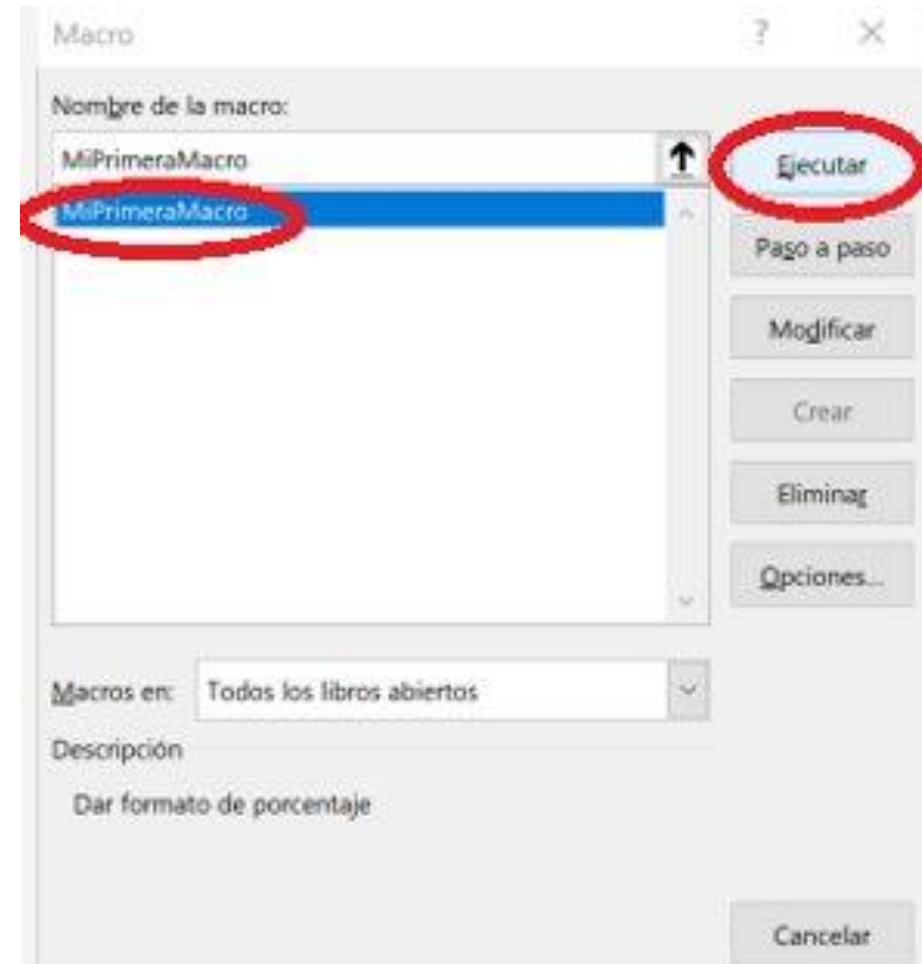 Macro ?
Nombre de la macro:
MiPrimeraMacro
MiPrimeraMacro
Ejecutar
Paso a paso
Modificar
Crear
Eliminar
Opciones...
Macros en: Todos los libros abiertos
Descripción
Dar formato de porcentaje
Cancelar